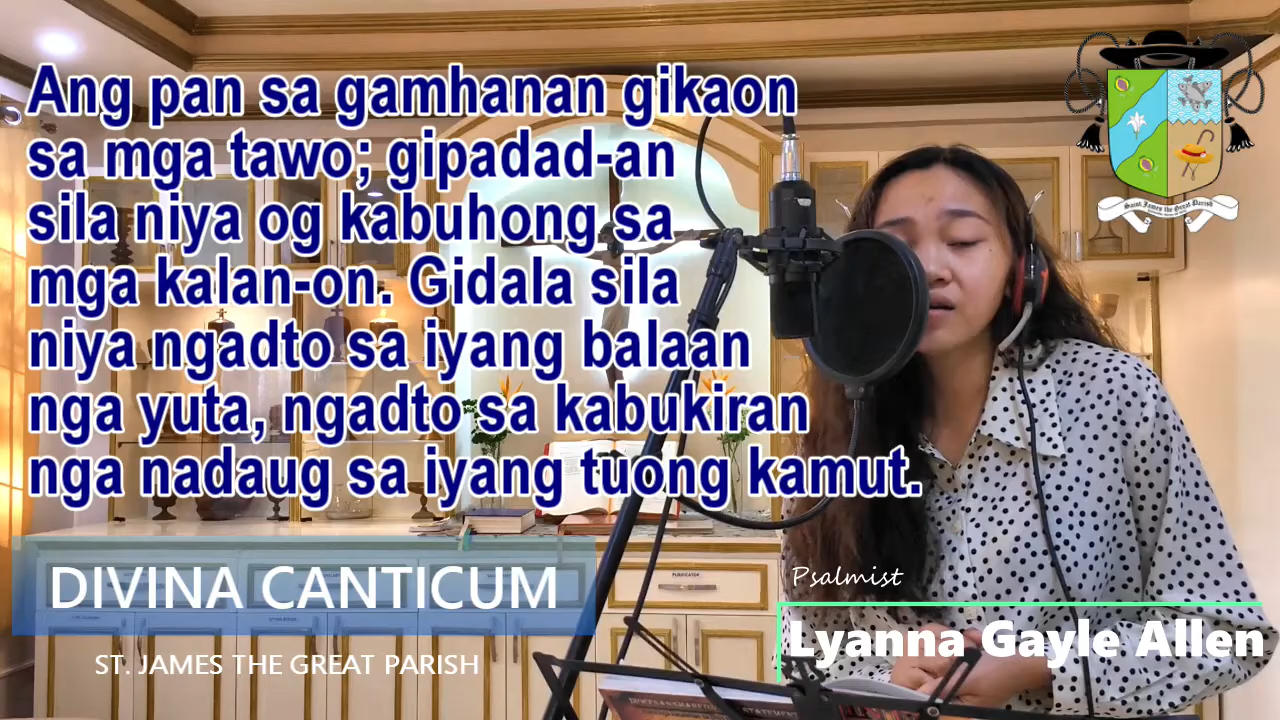 Ang pan sa gamhanan gikaon
sa mga tawo; gipadad-an
sila niya og kabuhong sa
mga kalan-on. Gidala sila
niya ngadto sa iyang balaan
nga yuta, ngadto sa kabukiran
nga nadaug sa iyang tuong kamut.
Saint James the Great Parish
DIVINA CANTICUM
ST. JAMES THE GREAT PARISH
PURIFICATOR
Psalmist
Lyanna Gayle Allen